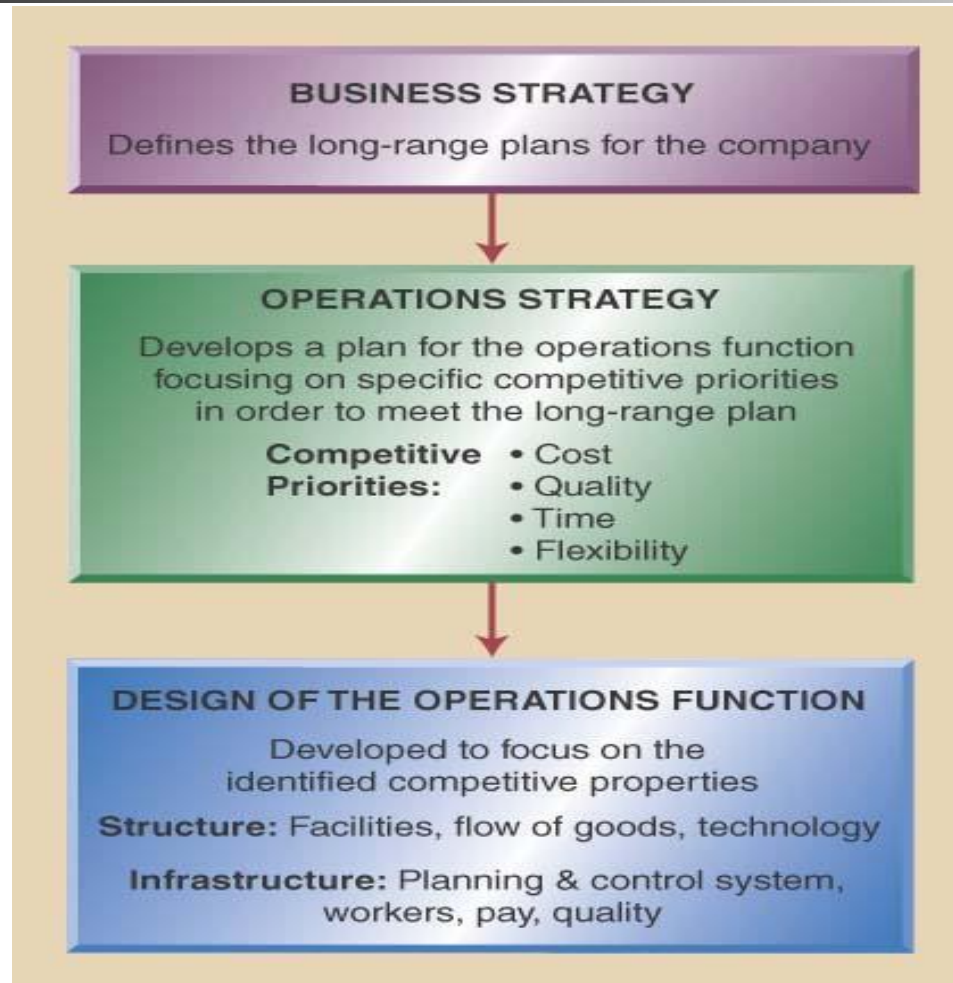 BUSINESS STRATEGY
Defines the long-range plans for the company
OPERATIONS STRATEGY
Develops a plan for the operations function
focusing on specific competitive priorities
in order to meet the long-range plan
Competitive • Cost
Priorities: • Quality
• Time
• Flexibility
DESIGN OF THE OPERATIONS FUNCTION
Developed to focus on the
identified competitive properties
Structure: Facilities, flow of goods, technology
Infrastructure: Planning & control system,
workers, pay, quality